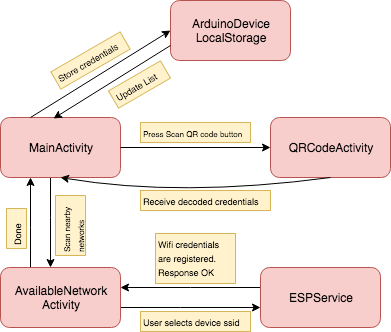 ArduinoDevice
LocalStorage
Store credentials
Update List
MainActivity
Press Scan QR code button
QRCodeActivity
Receive decoded credentials
Done
Scan nearby
networks
Wifi credentials
are registered.
Response OK
AvailableNetwork
Activity
ESPService
User selects device ssid